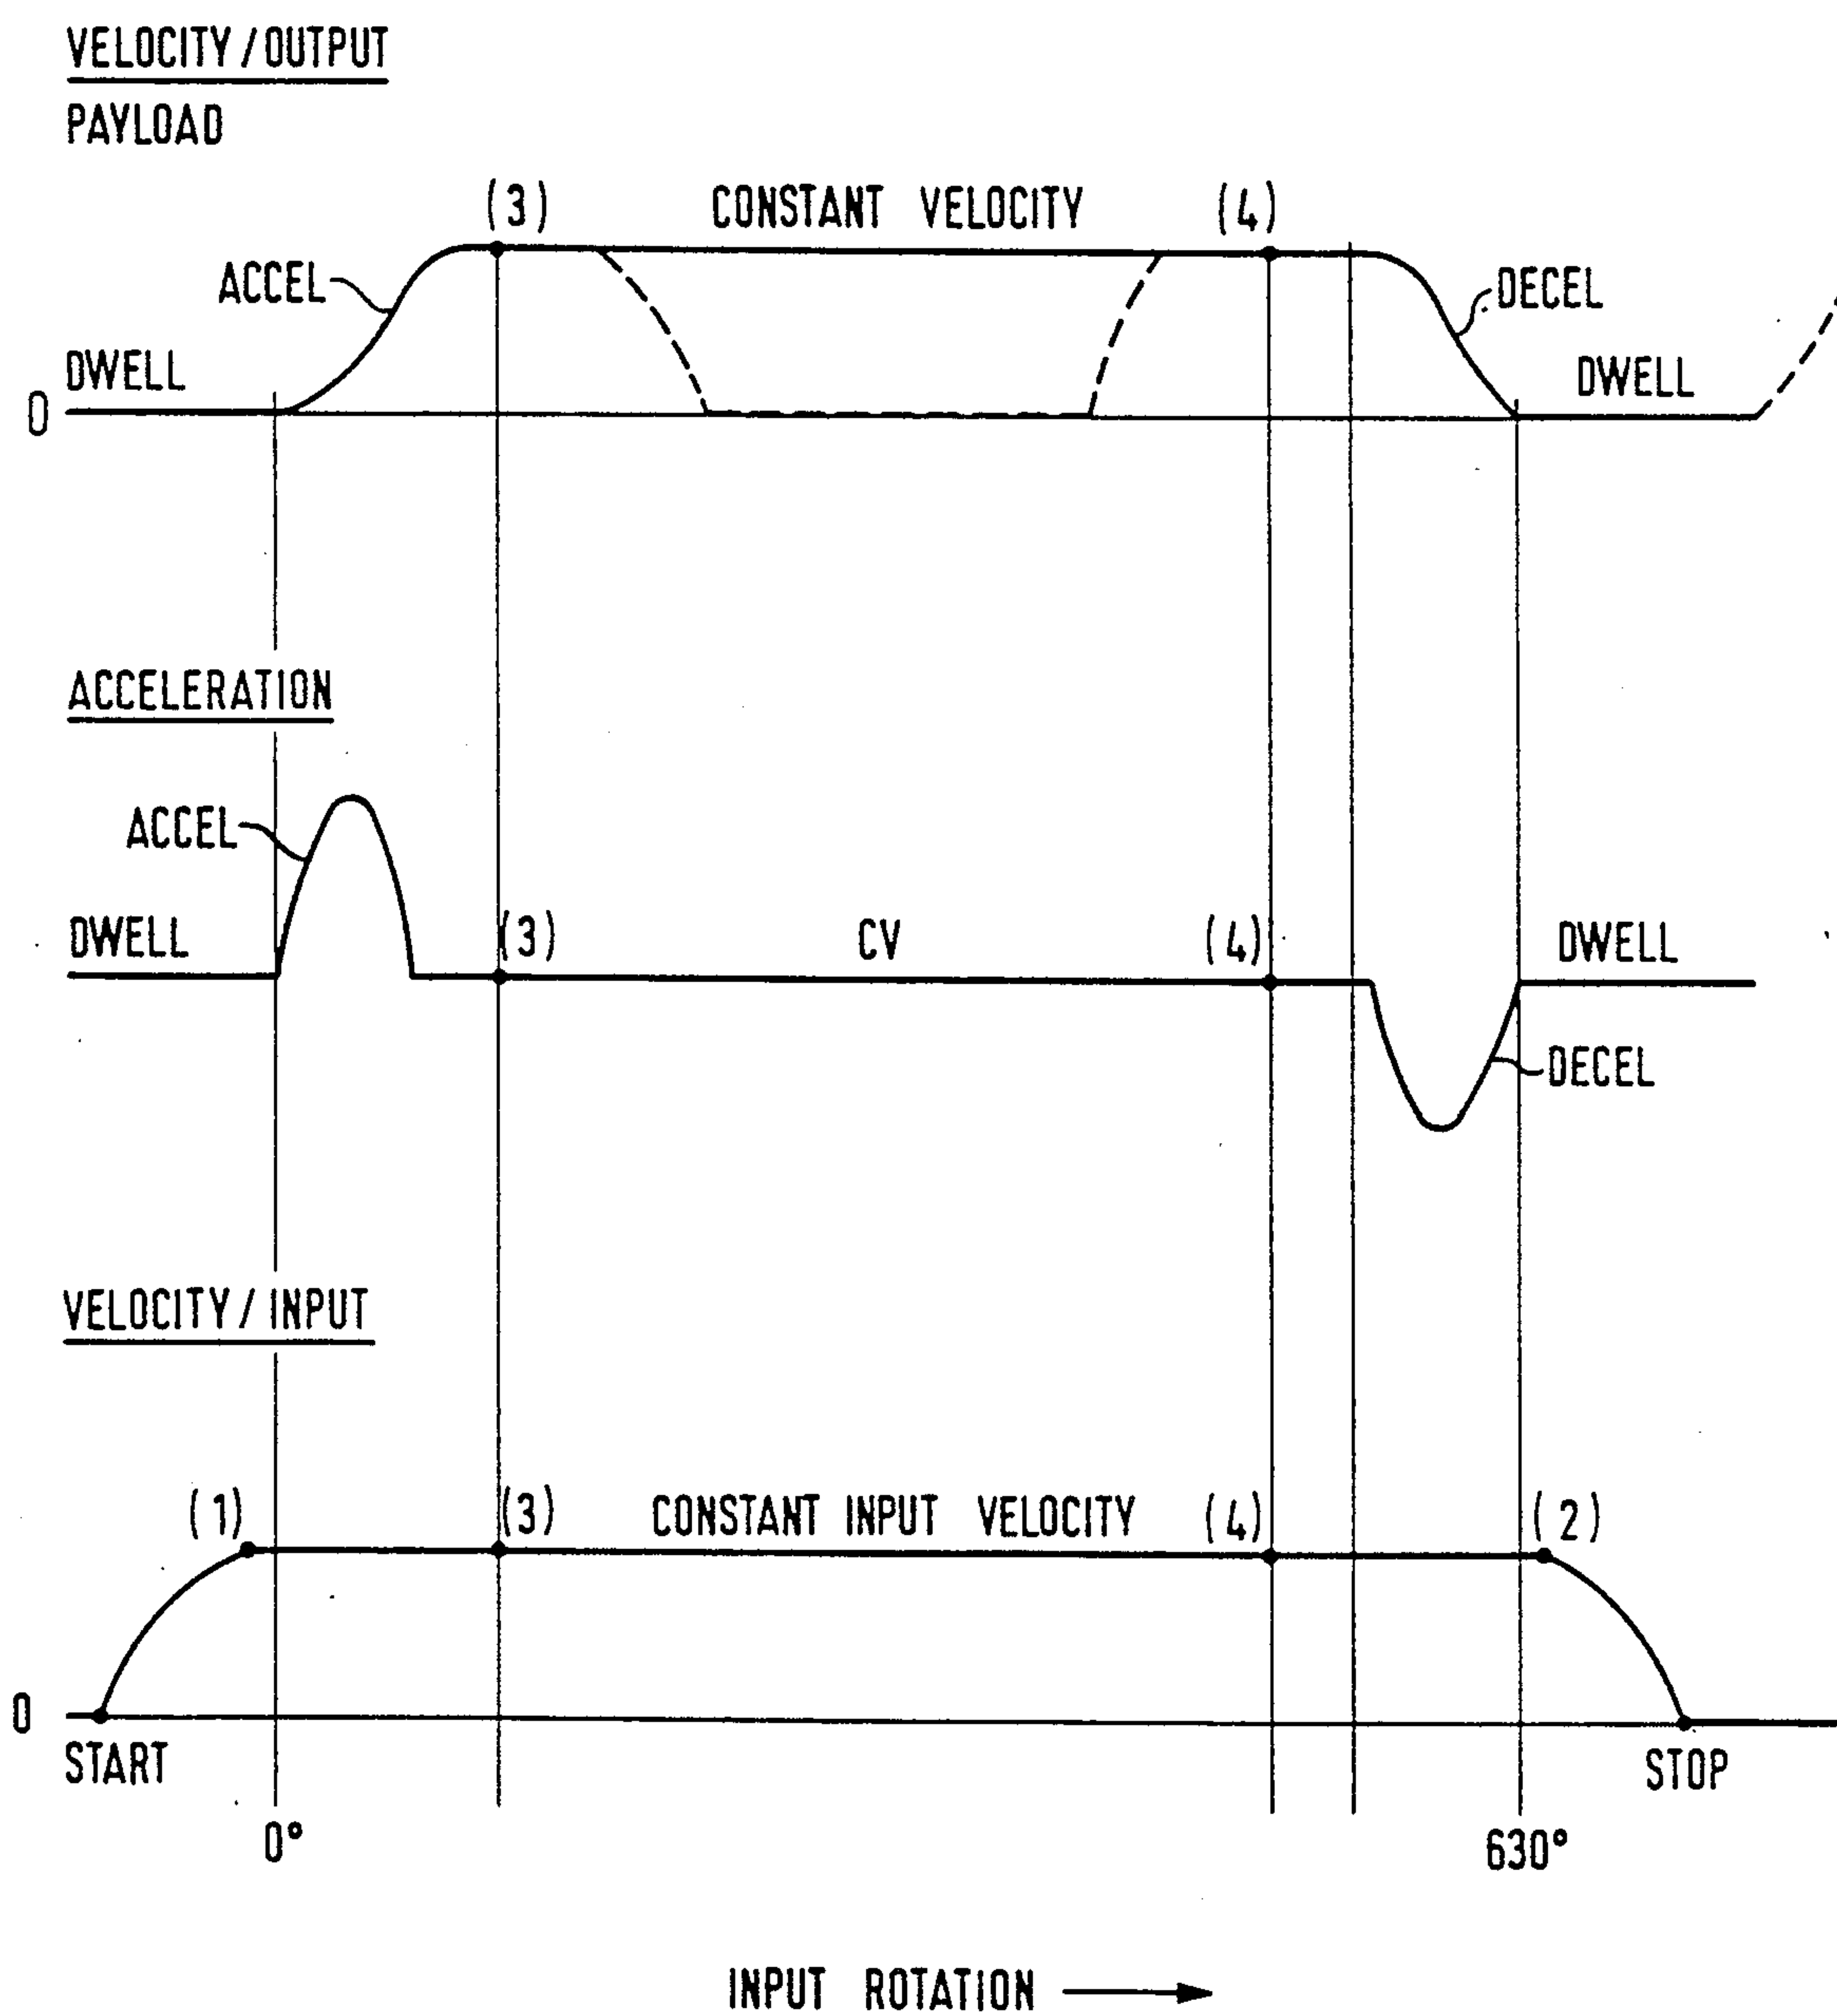 VELOCITY / OUTPUT
PAYLOAD
(3) CONSTANT VELOCITY (4)
ACCEL
DECEL
DWELL
DWELL
0
ACCELERATION
ACCEL
DWELL (3) CV (4) DWELL
DECEL
VELOCITY / INPUT
(1) (3) CONSTANT INPUT VELOCITY (4) (2)
0
START
STOP
0°
630°
INPUT ROTATION